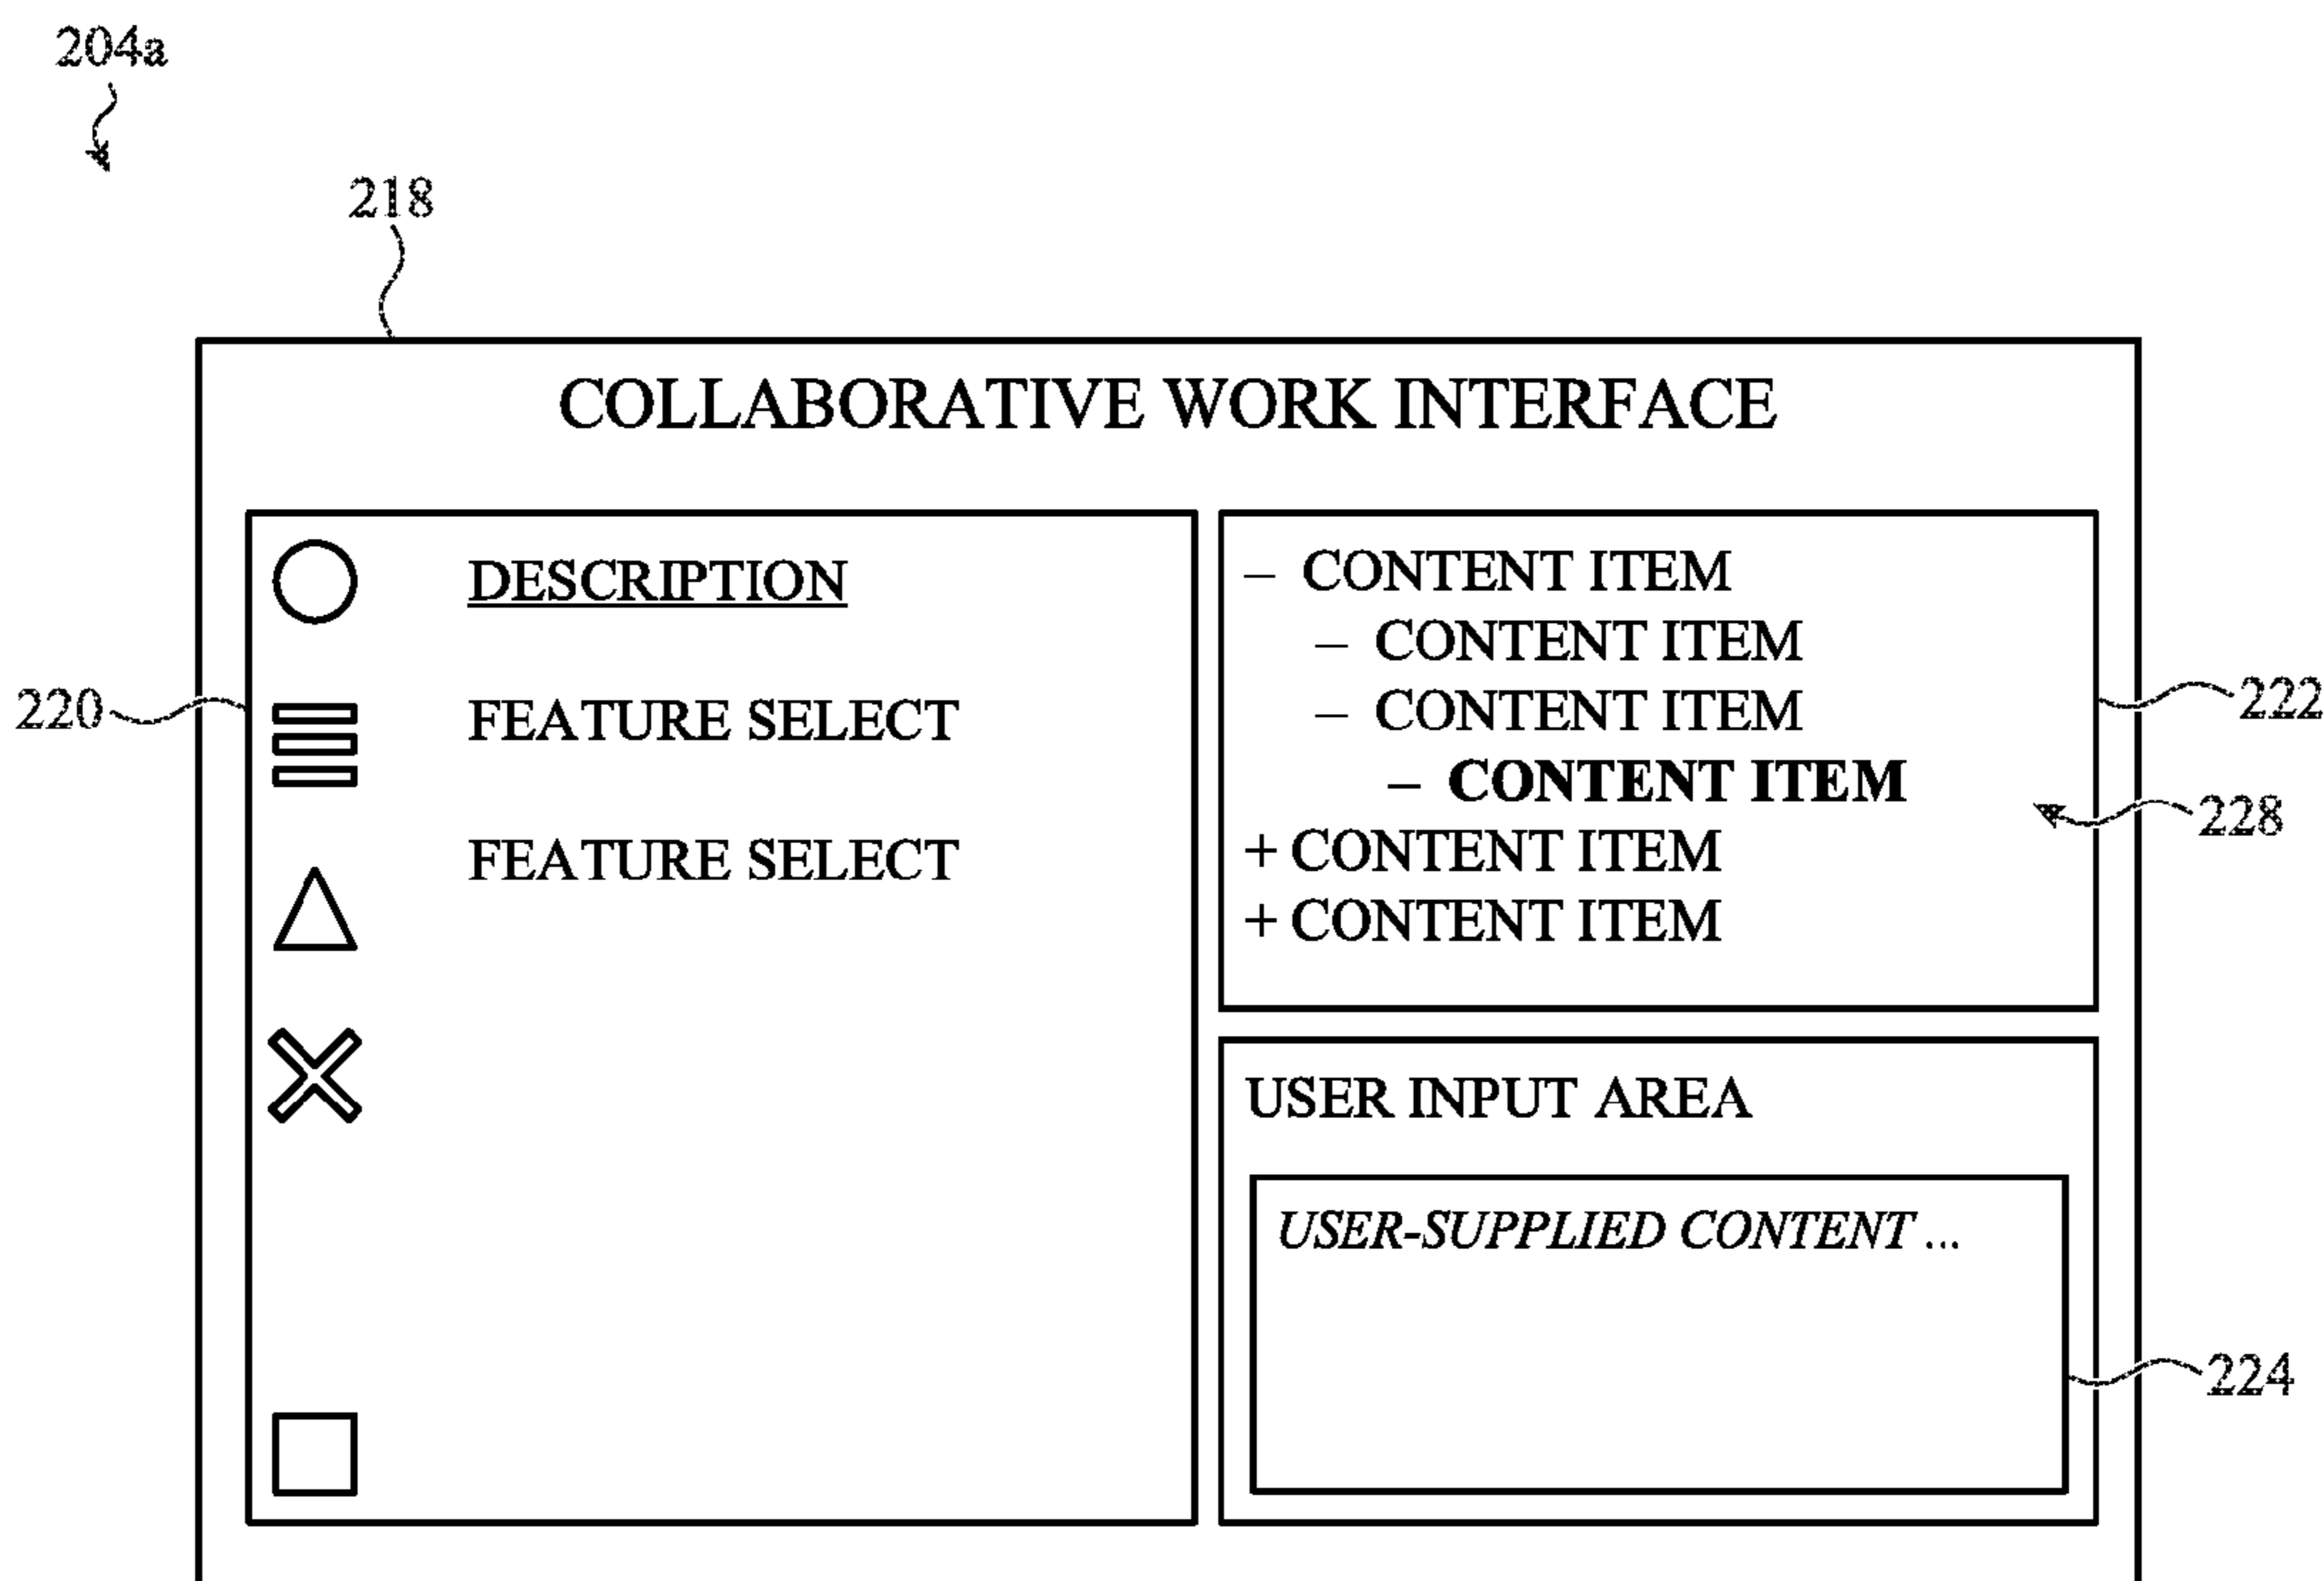 204a
218
COLLABORATIVE WORK INTERFACE
220
DESCRIPTION
FEATURE SELECT
FEATURE SELECT
– CONTENT ITEM
– CONTENT ITEM
– CONTENT ITEM
– CONTENT ITEM
+ CONTENT ITEM
+ CONTENT ITEM
222
228
USER INPUT AREA
USER-SUPPLIED CONTENT ...
224